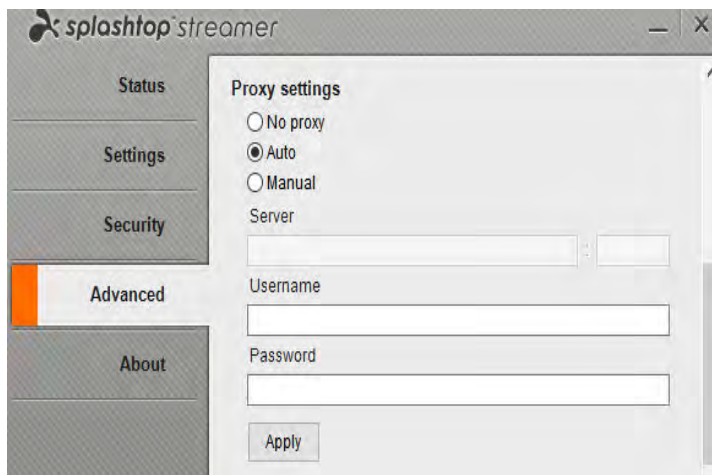 splashtop streamer
Status
Settings
Security
Advanced
About
Proxy settings
No proxy
Auto
Manual
Server
:
Username
Password
Apply